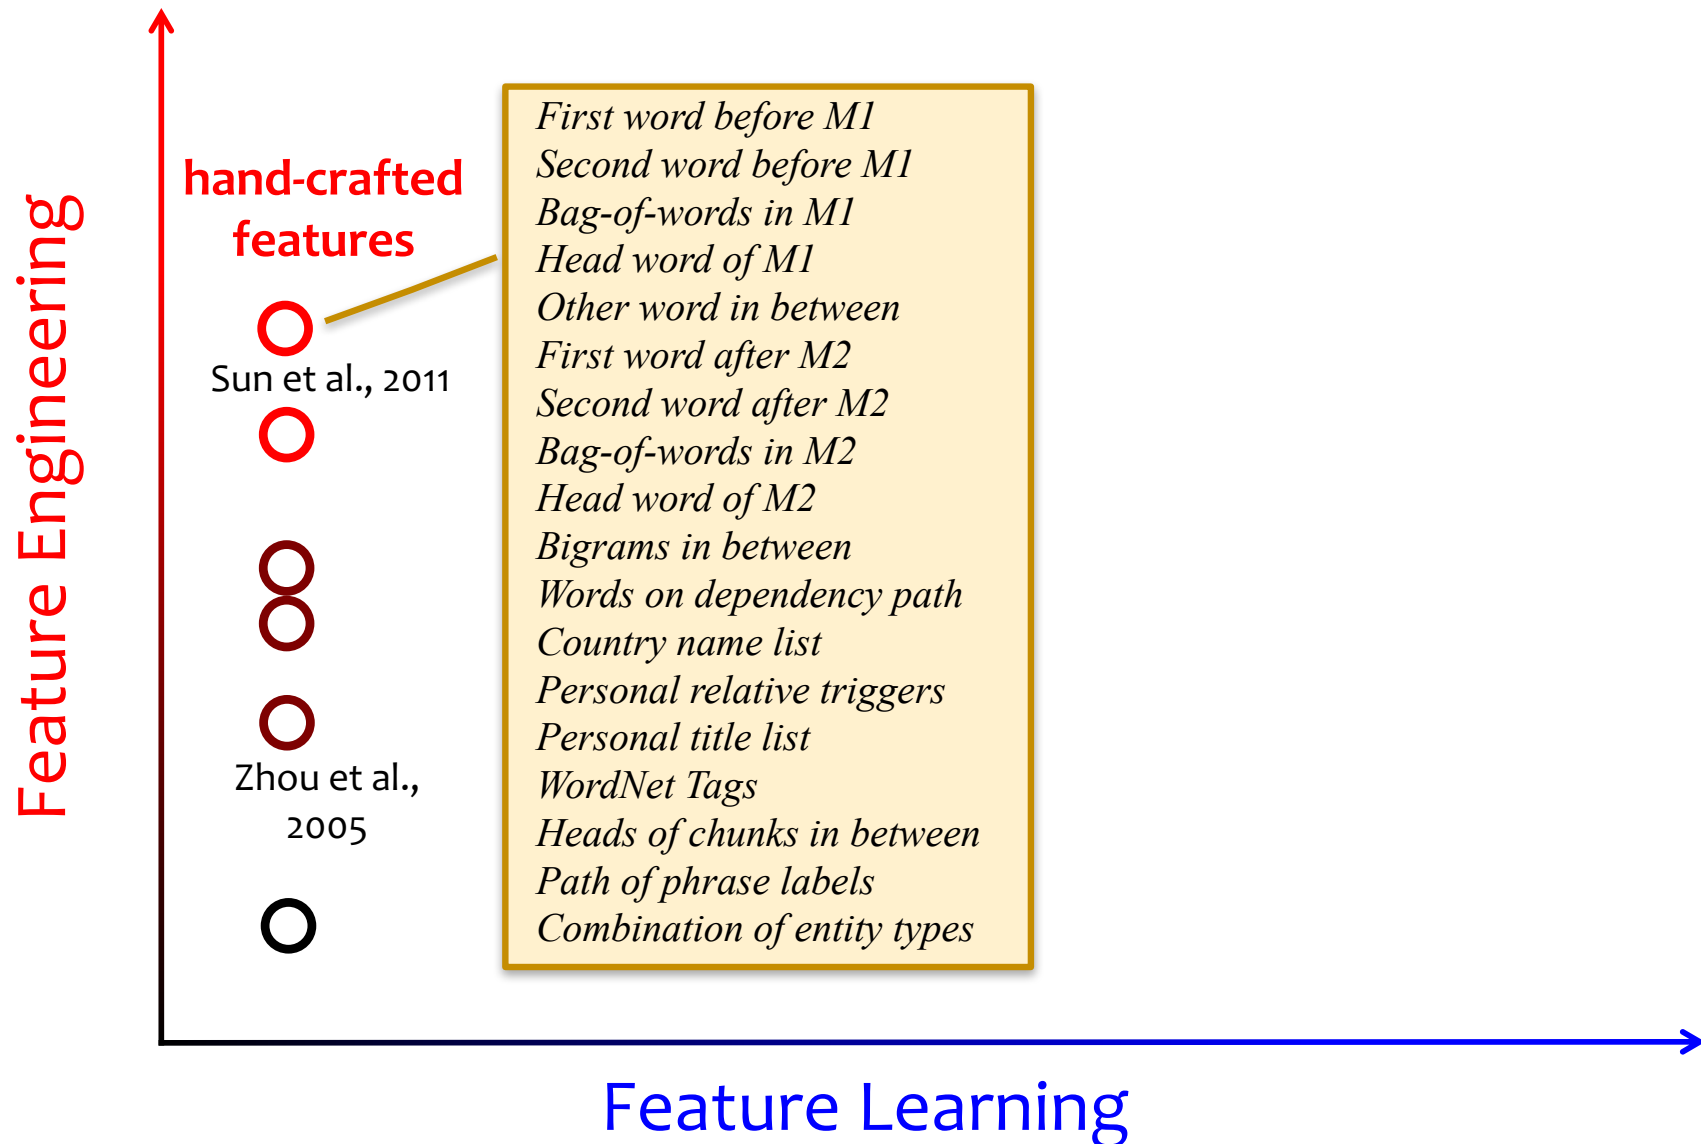 Feature Engineering
hand-crafted
features
Sun et al., 2011
Zhou et al.,
2005
First word before M1
Second word before M1
Bag-of-words in M1
Head word of M1
Other word in between
First word after M2
Second word after M2
Bag-of-words in M2
Head word of M2
Bigrams in between
Words on dependency path
Country name list
Personal relative triggers
Personal title list
WordNet Tags
Heads of chunks in between
Path of phrase labels
Combination of entity types
Feature Learning